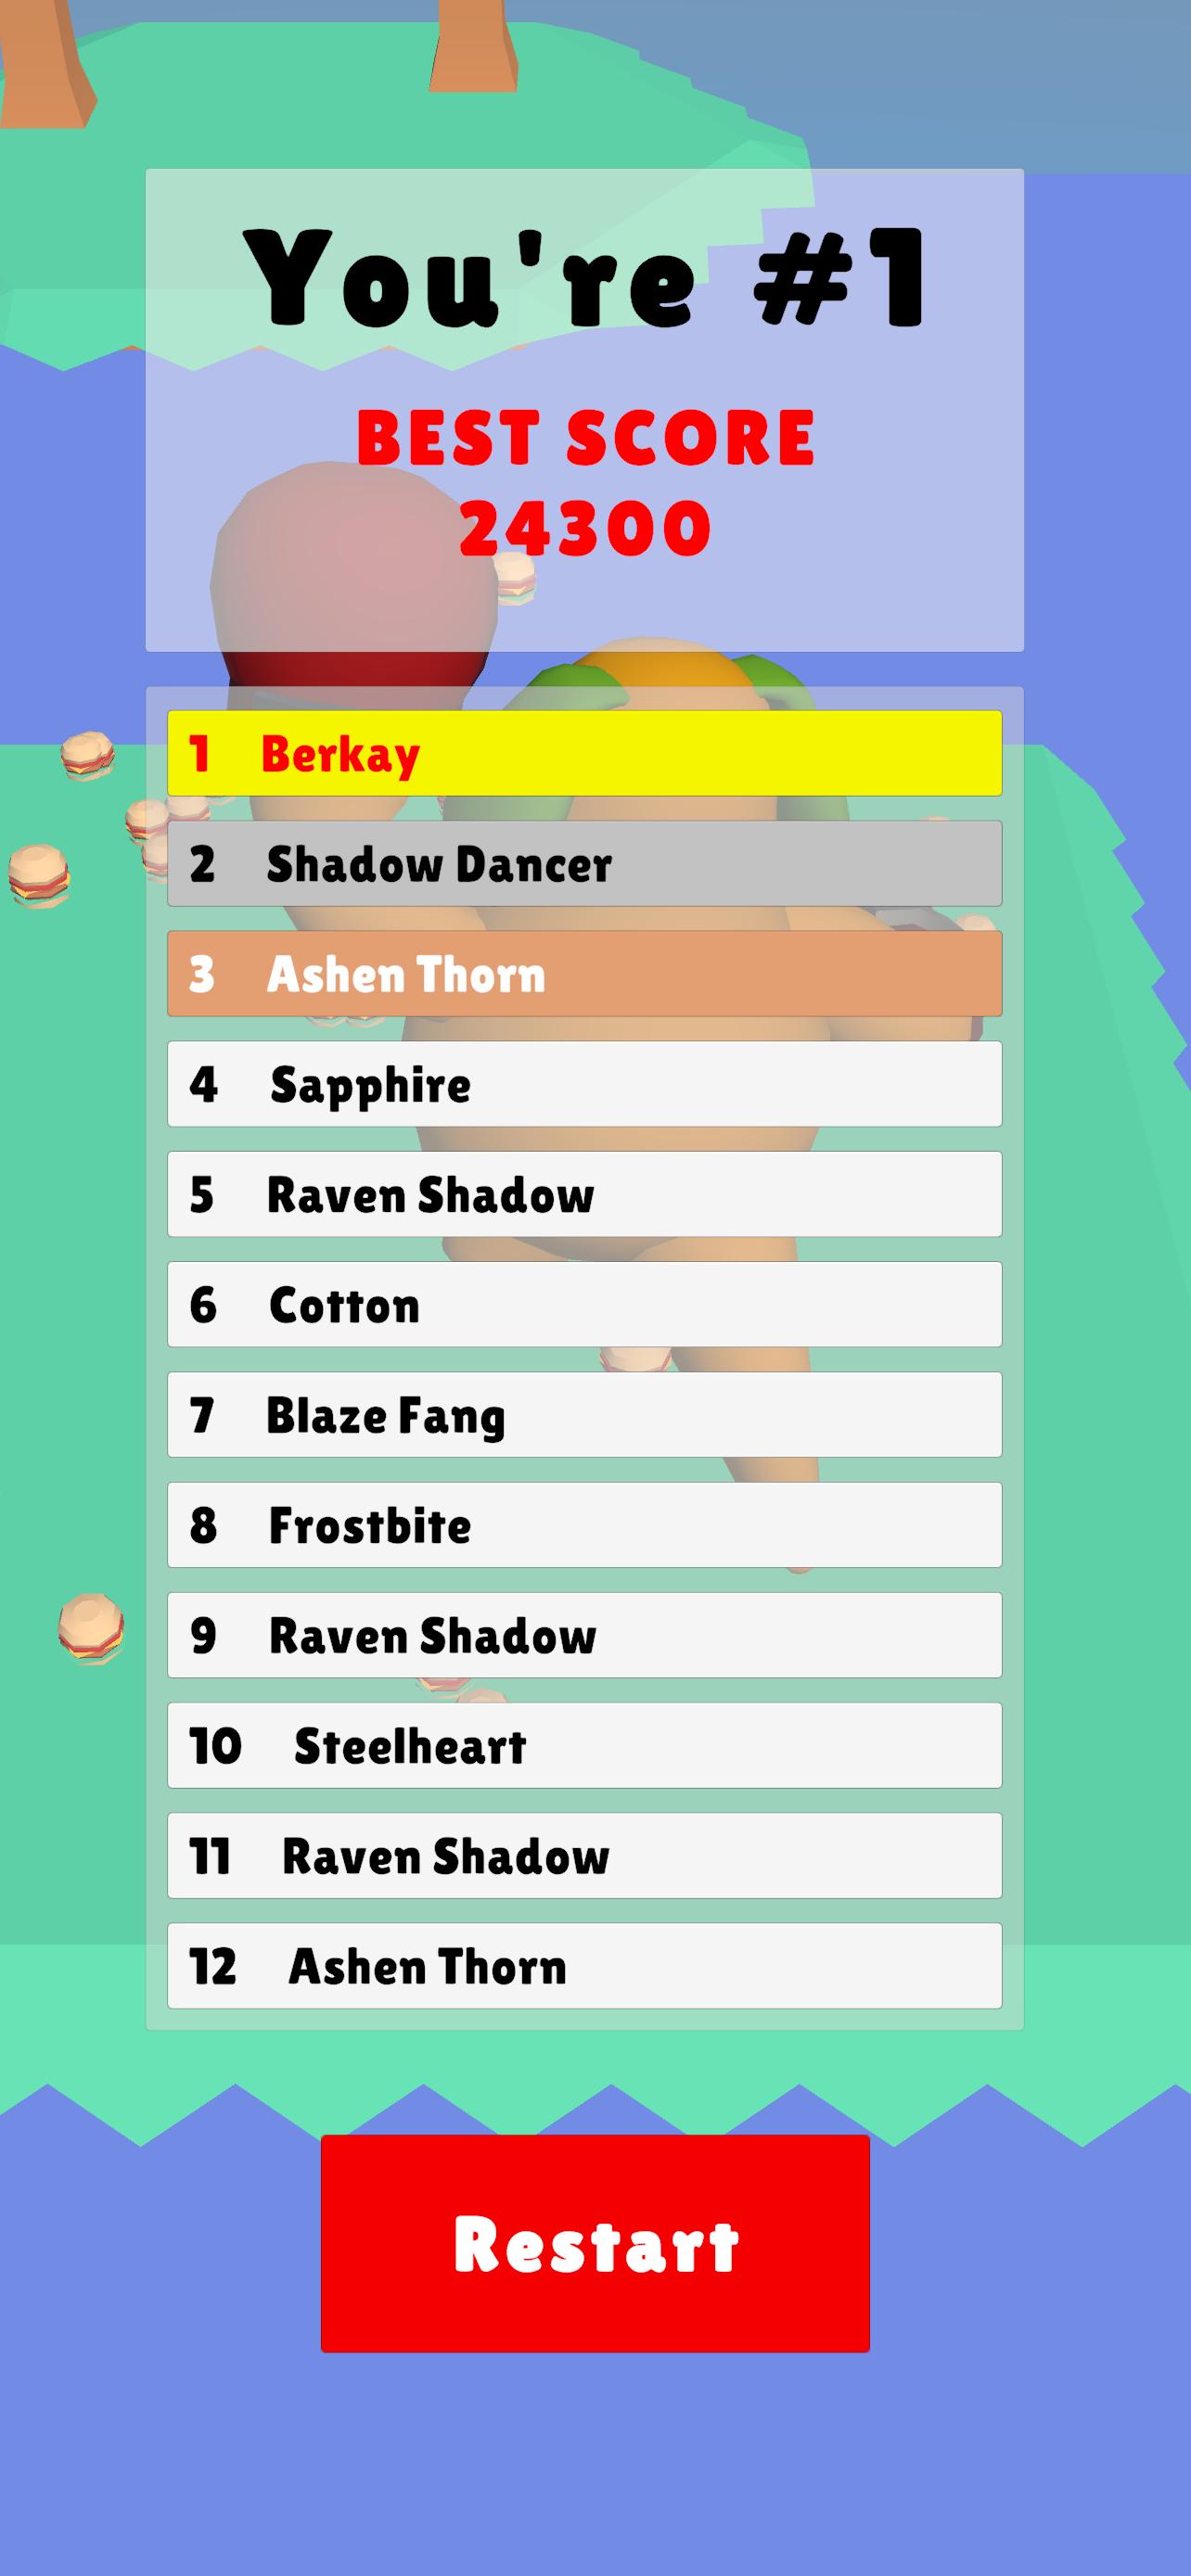 You're #1
BEST SCORE
24300
1 Berkay
2 Shadow Dancer
3 Ashen Thorn
4 Sapphire
5 Raven Shadow
6 Cotton
7 Blaze Fang
8 Frostbite
9 Raven Shadow
10 Steelheart
11 Raven Shadow
12 Ashen Thorn
Restart